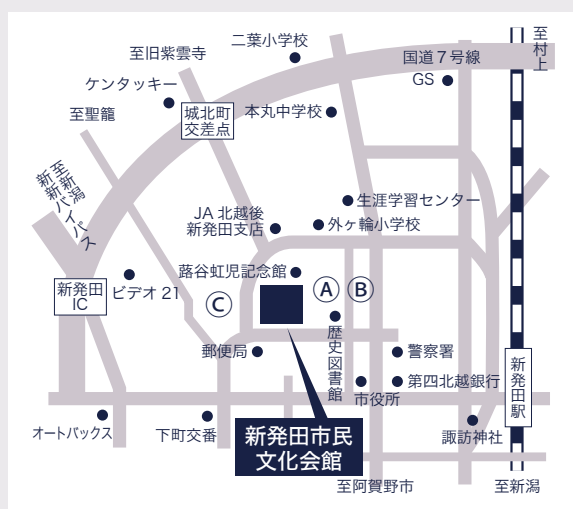 至村上
二葉小学校
至旧紫雲寺
国道７号線
GS
ケンタッキー
至聖籠
城北町
交差点
本丸中学校
至新潟
新新バイパス
生涯学習センター
JA 北越後
新発田支店
外ヶ輪小学校
蕗谷虹児記念館
新発田
IC
ビデオ 21
C
A
B
歴史図書館
郵便局
警察署
新発田駅
第四北越銀行
市役所
オートバックス
下町交番
新発田市民
文化会館
諏訪神社
至阿賀野市
至新潟